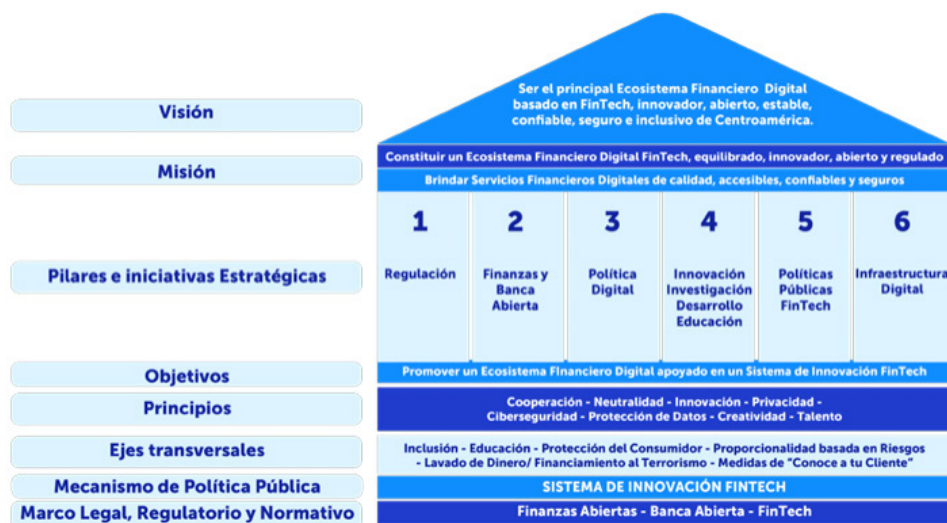 Visión
Ser el principal Ecosistema Financiero Digital
basado en FinTech, innovador, abierto, estable,
confiable, seguro e inclusivo de Centroamérica.
Misión
Constituir un Ecosistema Financiero Digital FinTech, equilibrado, innovador, abierto y regulado
Brindar Servicios Financieros Digitales de calidad, accesibles, confiables y seguros
Pilares e iniciativas Estratégicas
1
Regulación
2
Finanzas y
Banca
Abierta
3
Política
Digital
4
Innovación
Investigación
Desarrollo
Educación
5
Políticas
Públicas
FinTech
6
Infraestructura
Digital
Objetivos
Promover un Ecosistema FInanciero Digital apoyado en un Sistema de Innovación FinTech
Principios
Cooperación - Neutralidad - Innovación - Privacidad -
Ciberseguridad - Protección de Datos - Creatividad - Talento
Ejes transversales
Inclusión - Educación - Protección del Consumidor - Proporcionalidad basada en Riesgos
- Lavado de Dinero/ Financiamiento al Terrorismo - Medidas de “Conoce a tu Cliente”
Mecanismo de Política Pública
SISTEMA DE INNOVACIÓN FINTECH
Marco Legal, Regulatorio y Normativo
Finanzas Abiertas - Banca Abierta - FinTech